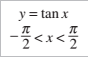 y = tan x
−π/2 < x < π/2